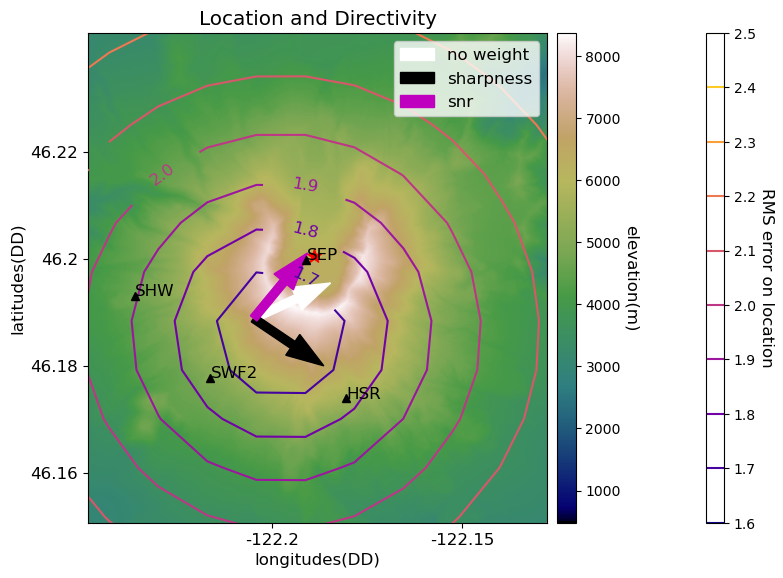 Location and Directivity
no weight
sharpness
snr
46.22
46.2
46.18
46.16
latitudes(DD)
-122.2
-122.15
longitudes(DD)
2.0
1.9
1.8
1.7
SEP
SHW
SWF2
HSR
8000
7000
6000
5000
4000
3000
2000
1000
elevation(m)
2.5
2.4
2.3
2.2
2.1
2.0
1.9
1.8
1.7
1.6
RMS error on location